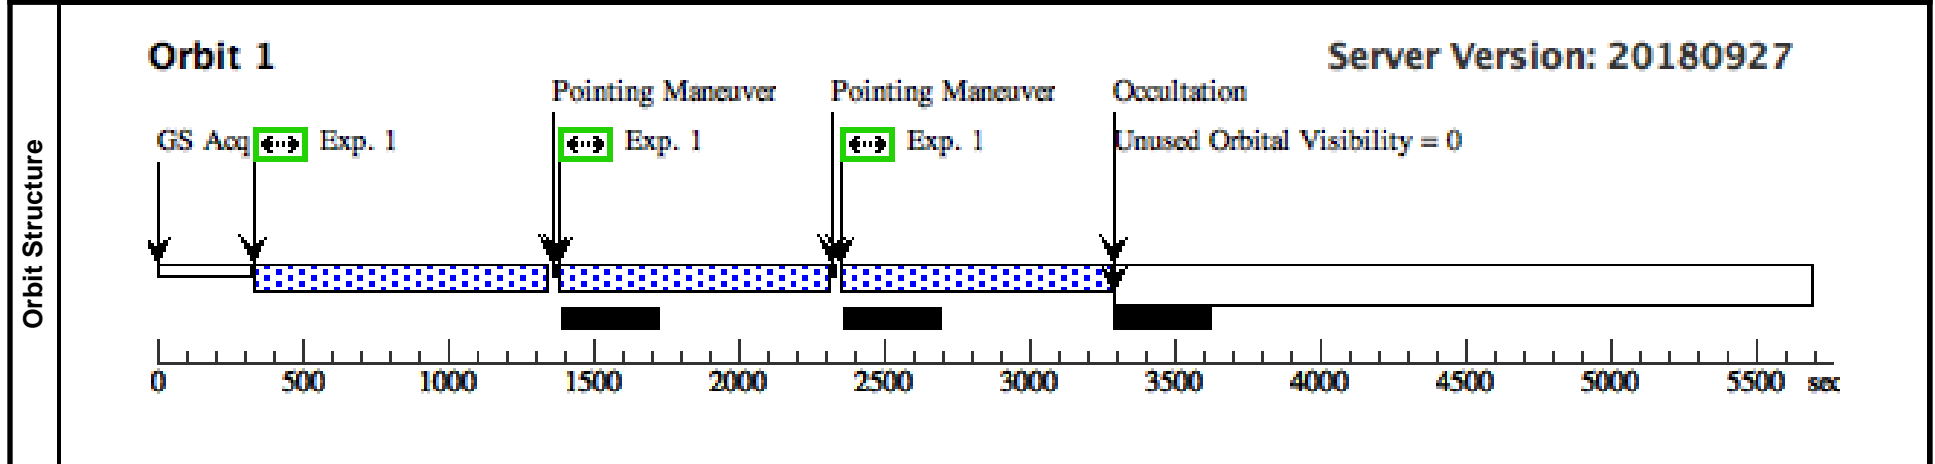 Orbit Structure
Orbit 1
Server Version: 20180927
Pointing Maneuver
Pointing Maneuver
Occultation
GS Acq
Exp. 1
Exp. 1
Exp. 1
Unused Orbital Visibility = 0
0 500 1000 1500 2000 2500 3000 3500 4000 4500 5000 5500 sec